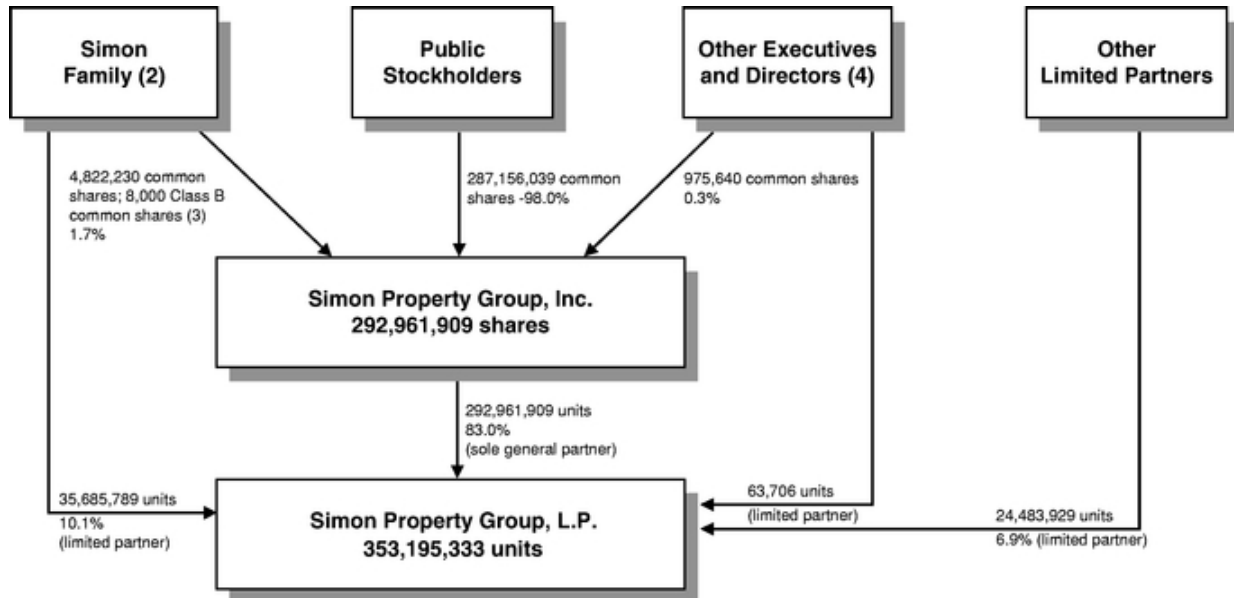 Simon
Family (2)
Public
Stockholders
Other Executives
and Directors (4)
Other
Limited Partners
4,822,230 common
shares; 8,000 Class B
common shares (3)
1.7%
287,156,039 common
shares -98.0%
975,640 common shares
0.3%
Simon Property Group, Inc.
292,961,909 shares
292,961,909 units
83.0%
(sole general partner)
35,685,789 units
10.1%
(limited partner)
Simon Property Group, L.P.
353,195,333 units
63,706 units
(limited partner)
24,483,929 units
6.9% (limited partner)